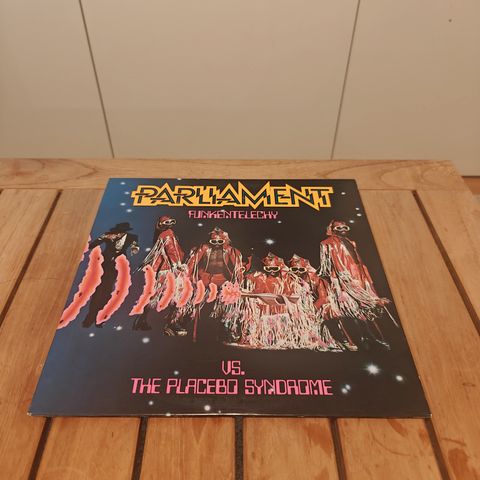 PARLIAMENT
FUNKENTELECHY
VS.
THE PLACEBO SYNDROME